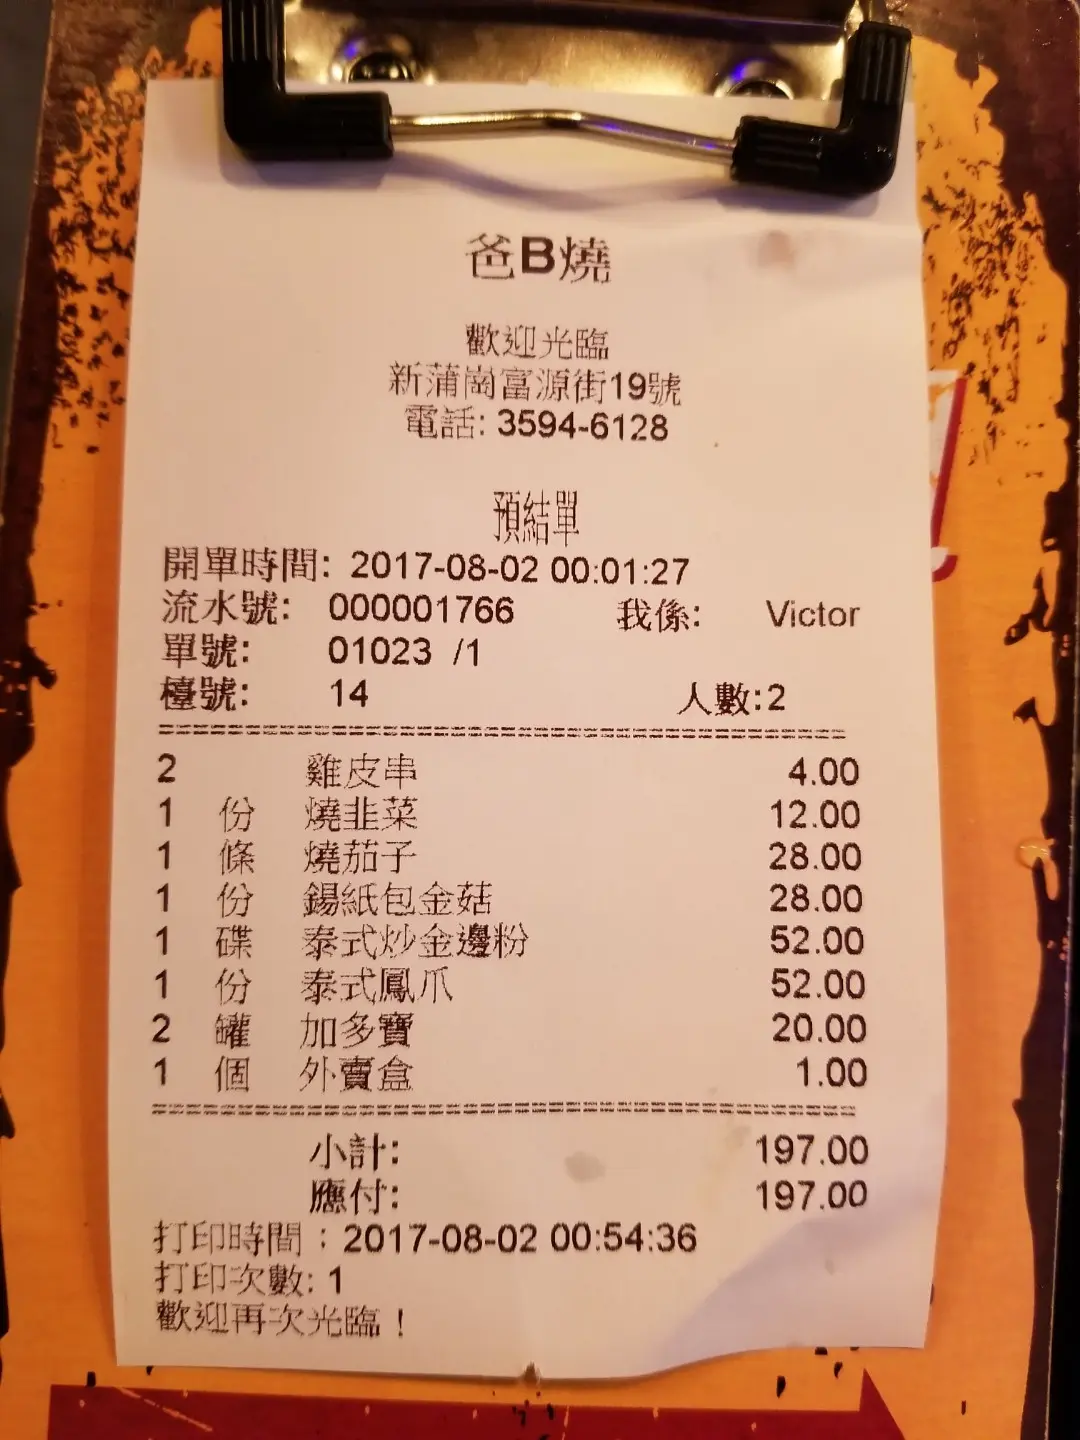 爸B燒
歡迎光臨
新蒲崗富源街19號
電話: 3594-6128
預結單
開單時間: 2017-08-02 00:01:27
流水號: 000001766 我係: Victor
單號: 01023 /1
檯號: 14 人數:2
2 雞皮串 4.00
1 份 燒韭菜 12.00
1 條 燒茄子 28.00
1 份 錫紙包金菇 28.00
1 碟 泰式炒金邊粉 52.00
1 份 泰式鳳爪 52.00
2 罐 加多寶 20.00
1 個 外賣盒 1.00
小計: 197.00
應付: 197.00
打印時間 : 2017-08-02 00:54:36
打印次數: 1
歡迎再次光臨 !